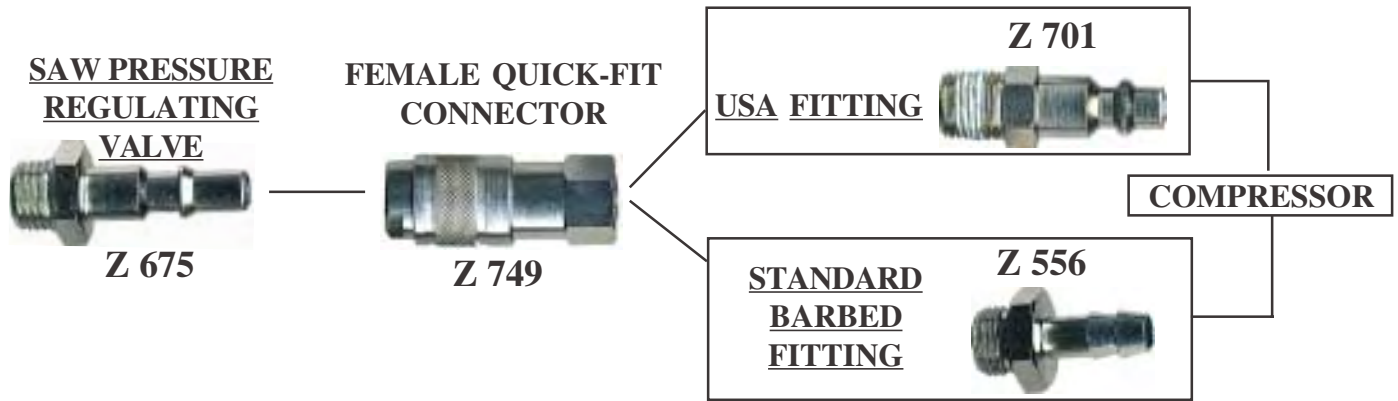 SAW PRESSURE
REGULATING
VALVE
Z 675
FEMALE QUICK-FIT
CONNECTOR
Z 749
Z 701
USA FITTING
Z 556
STANDARD
BARBED
FITTING
COMPRESSOR